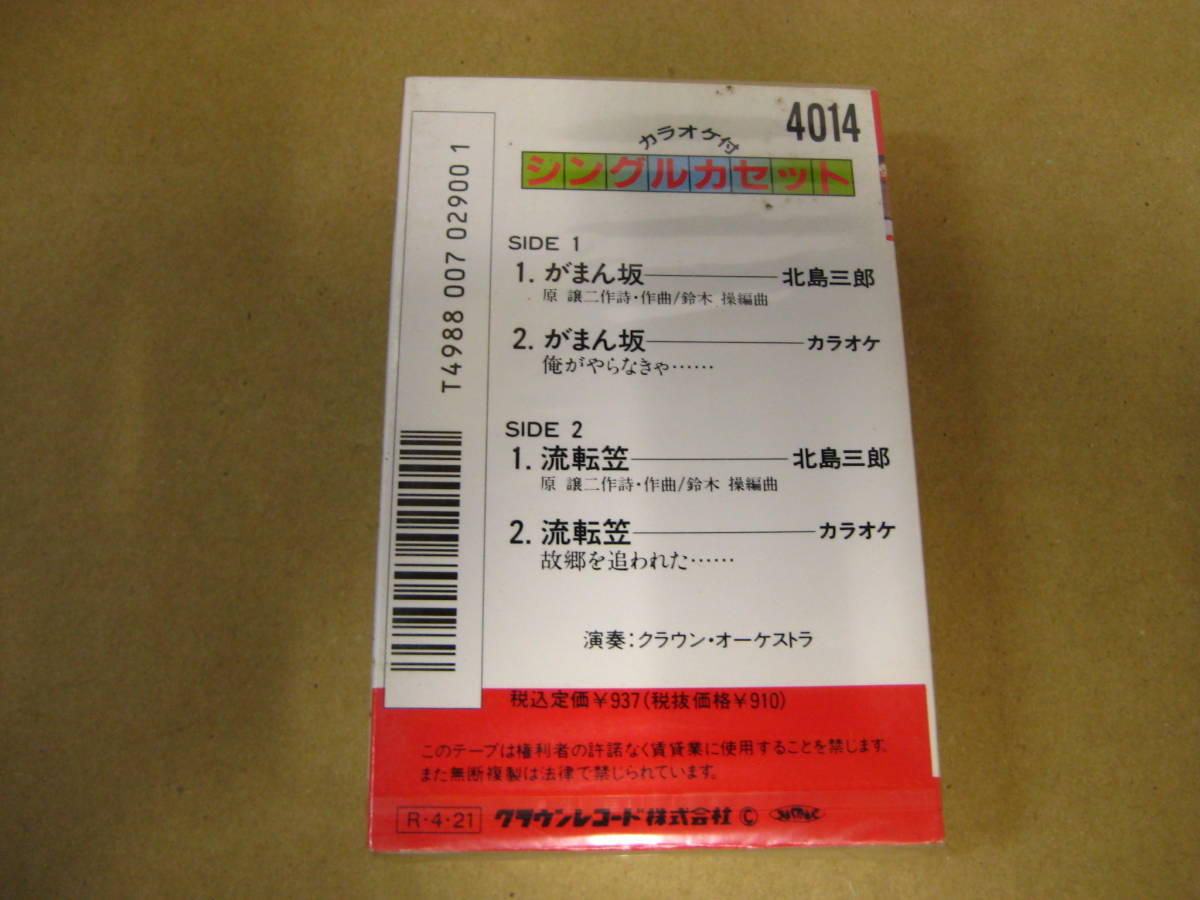 4014
カラオケ付
シングルカセット
T4988 007 029001
SIDE 1
1. がまん坂――――北島三郎
原 譲二作詩・作曲/鈴木 操編曲
2. がまん坂――――カラオケ
俺がやらなきゃ……
SIDE 2
1. 流転笠――――北島三郎
原 譲二作詩・作曲/鈴木 操編曲
2. 流転笠――――カラオケ
故郷を追われた……
演奏:クラウン・オーケストラ
税込定価¥937(税抜価格¥910)
このテープは権利者の許諾なく賃貸業に使用することを禁じます。
また無断複製は法律で禁じられています。
R・4・21 クラウンレコード株式会社 ©